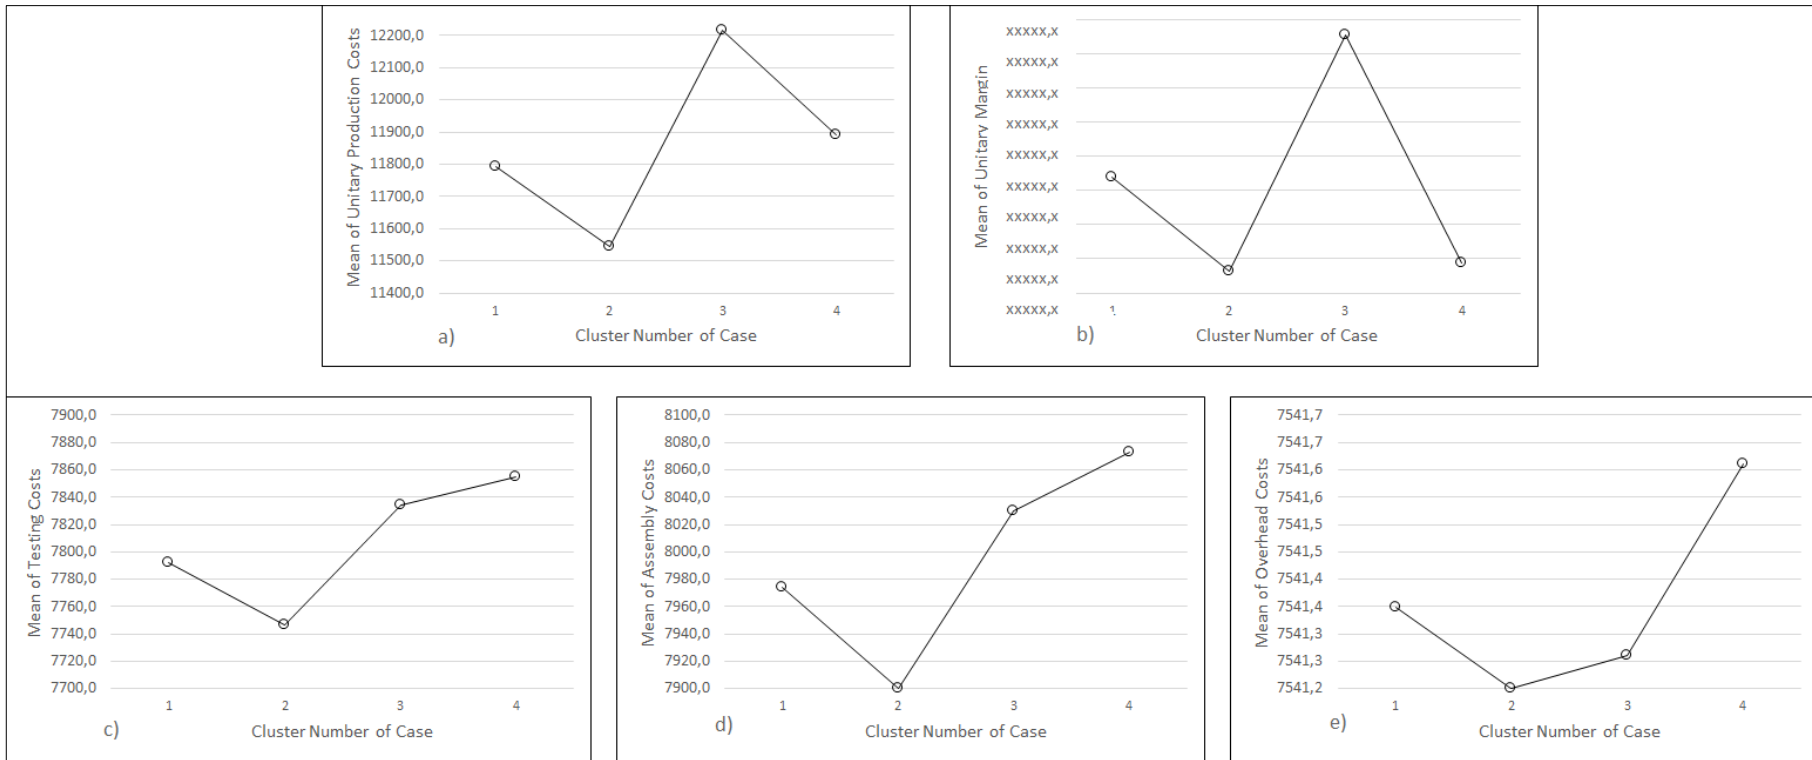 Mean of Unitary Production Costs
12200,0
12100,0
12000,0
11900,0
11800,0
11700,0
11600,0
11500,0
11400,0
1 2 3 4
Cluster Number of Case
a)
Mean of Unitary Margin
xxxxx,x
xxxxx,x
xxxxx,x
xxxxx,x
xxxxx,x
xxxxx,x
xxxxx,x
xxxxx,x
xxxxx,x
xxxxx,x
1 2 3 4
Cluster Number of Case
b)
Mean of Testing Costs
7900,0
7880,0
7860,0
7840,0
7820,0
7800,0
7780,0
7760,0
7740,0
7720,0
7700,0
1 2 3 4
Cluster Number of Case
c)
Mean of Assembly Costs
8100,0
8080,0
8060,0
8040,0
8020,0
8000,0
7980,0
7960,0
7940,0
7920,0
7900,0
1 2 3 4
Cluster Number of Case
d)
Mean of Overhead Costs
7541,7
7541,7
7541,6
7541,6
7541,5
7541,5
7541,4
7541,4
7541,3
7541,3
7541,2
1 2 3 4
Cluster Number of Case
e)